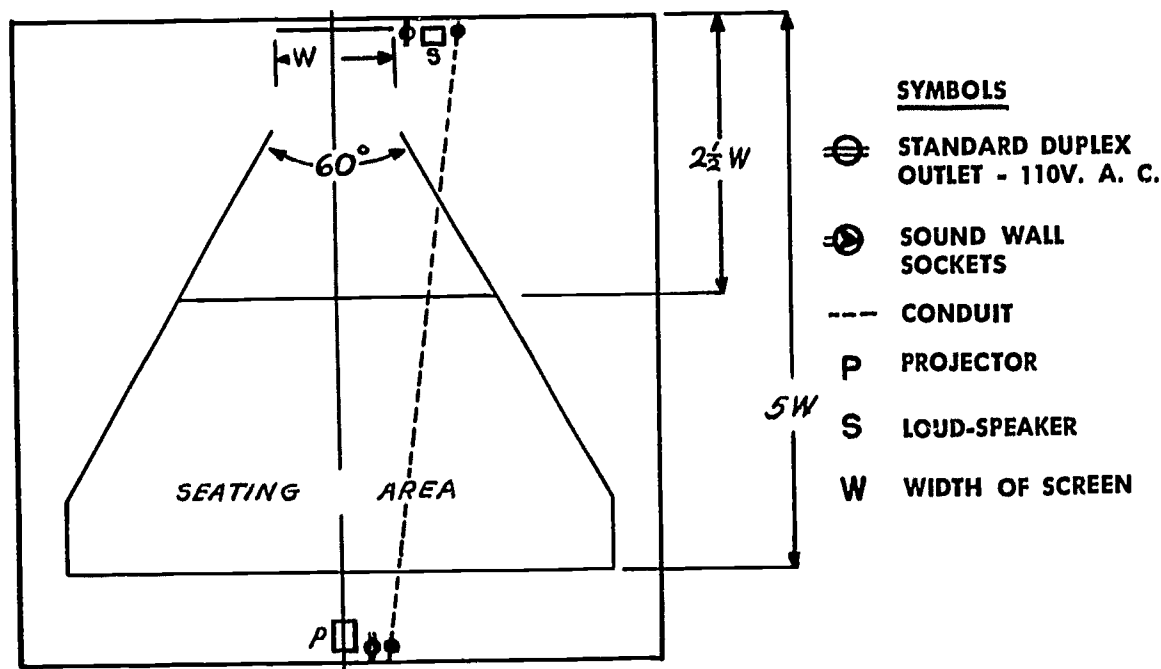 W
S
60°
2½ W
5W
SEATING AREA
P
SYMBOLS
STANDARD DUPLEX
OUTLET - 110V. A. C.
SOUND WALL
SOCKETS
CONDUIT
P PROJECTOR
S LOUD-SPEAKER
W WIDTH OF SCREEN